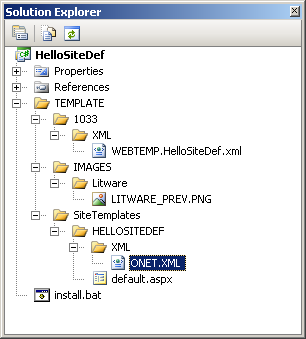 Solution Explorer
HelloSiteDef
Properties
References
TEMPLATE
1033
XML
WEBTEMP.HelloSiteDef.xml
IMAGES
Litware
LITWARE_PREV.PNG
SiteTemplates
HELLOSITEDEF
XML
ONET.XML
default.aspx
install.bat